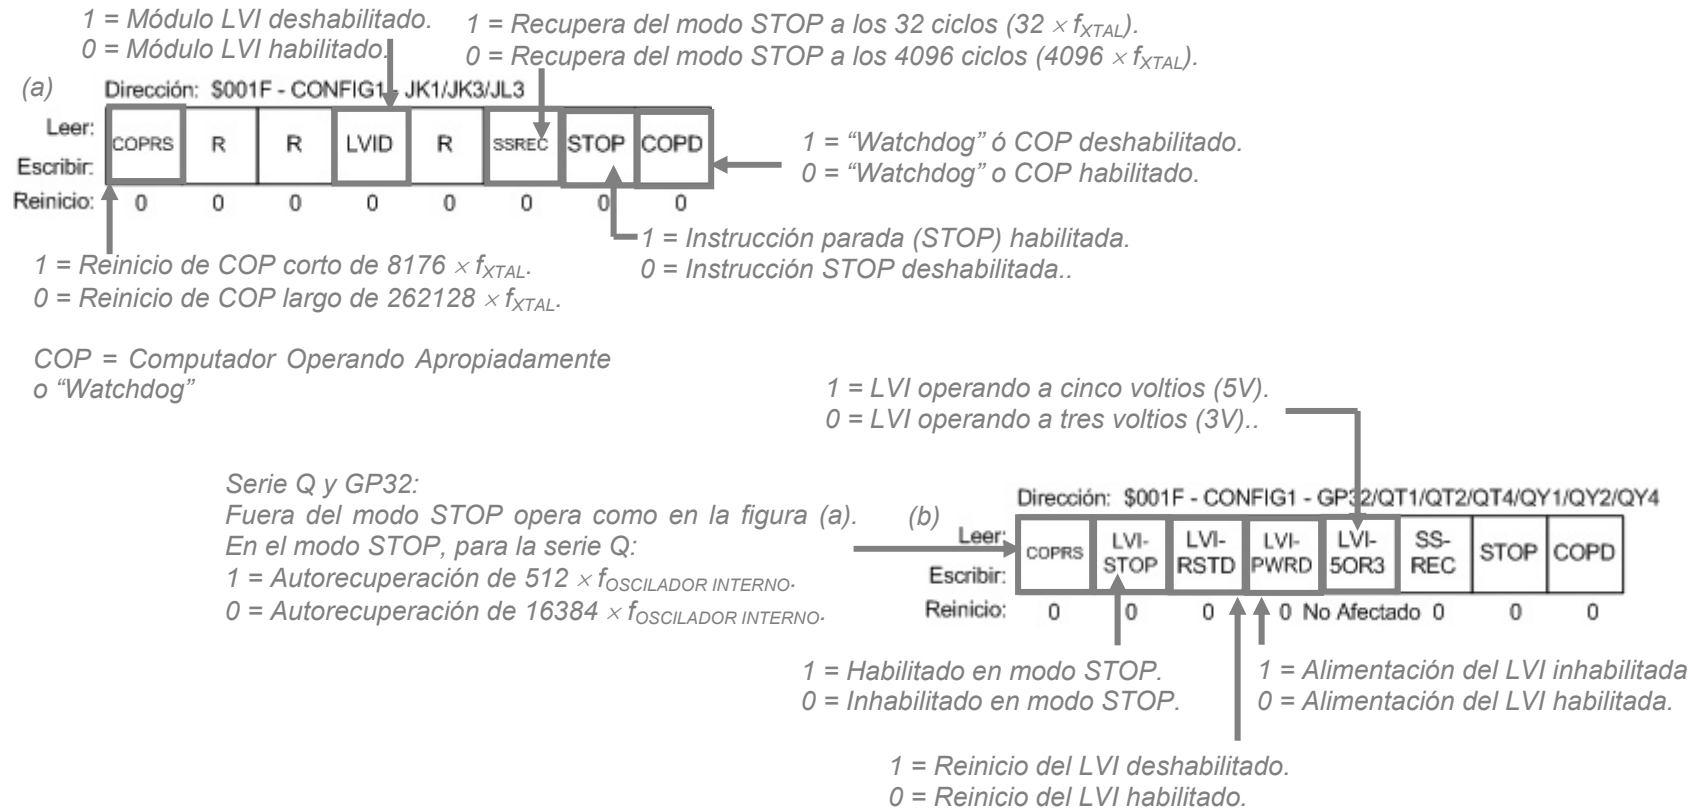 1 = Módulo LVI deshabilitado.
0 = Módulo LVI habilitado.
1 = Recupera del modo STOP a los 32 ciclos (32 × fXTAL).
0 = Recupera del modo STOP a los 4096 ciclos (4096 × fXTAL).
(a)
Dirección: $001F - CONFIG1 - JK1/JK3/JL3
Leer:
Escribir:
COPRS R R LVID R SSREC STOP COPD
Reinicio: 0 0 0 0 0 0 0 0
1 = “Watchdog” ó COP deshabilitado.
0 = “Watchdog” o COP habilitado.
1 = Instrucción parada (STOP) habilitada.
0 = Instrucción STOP deshabilitada..
1 = Reinicio de COP corto de 8176 × fXTAL.
0 = Reinicio de COP largo de 262128 × fXTAL.
COP = Computador Operando Apropiadamente
o “Watchdog”
1 = LVI operando a cinco voltios (5V).
0 = LVI operando a tres voltios (3V)..
Serie Q y GP32:
Fuera del modo STOP opera como en la figura (a).
En el modo STOP, para la serie Q:
1 = Autorecuperación de 512 × fOSCILADOR INTERNO.
0 = Autorecuperación de 16384 × fOSCILADOR INTERNO.
(b)
Dirección: $001F - CONFIG1 - GP32/QT1/QT2/QT4/QY1/QY2/QY4
Leer:
Escribir:
COPRS LVI-STOP LVI-RSTD LVI-PWRD LVI-5OR3 SS-REC STOP COPD
Reinicio: 0 0 0 0 No Afectado 0 0 0
1 = Habilitado en modo STOP.
0 = Inhabilitado en modo STOP.
1 = Alimentación del LVI inhabilitada
0 = Alimentación del LVI habilitada.
1 = Reinicio del LVI deshabilitado.
0 = Reinicio del LVI habilitado.